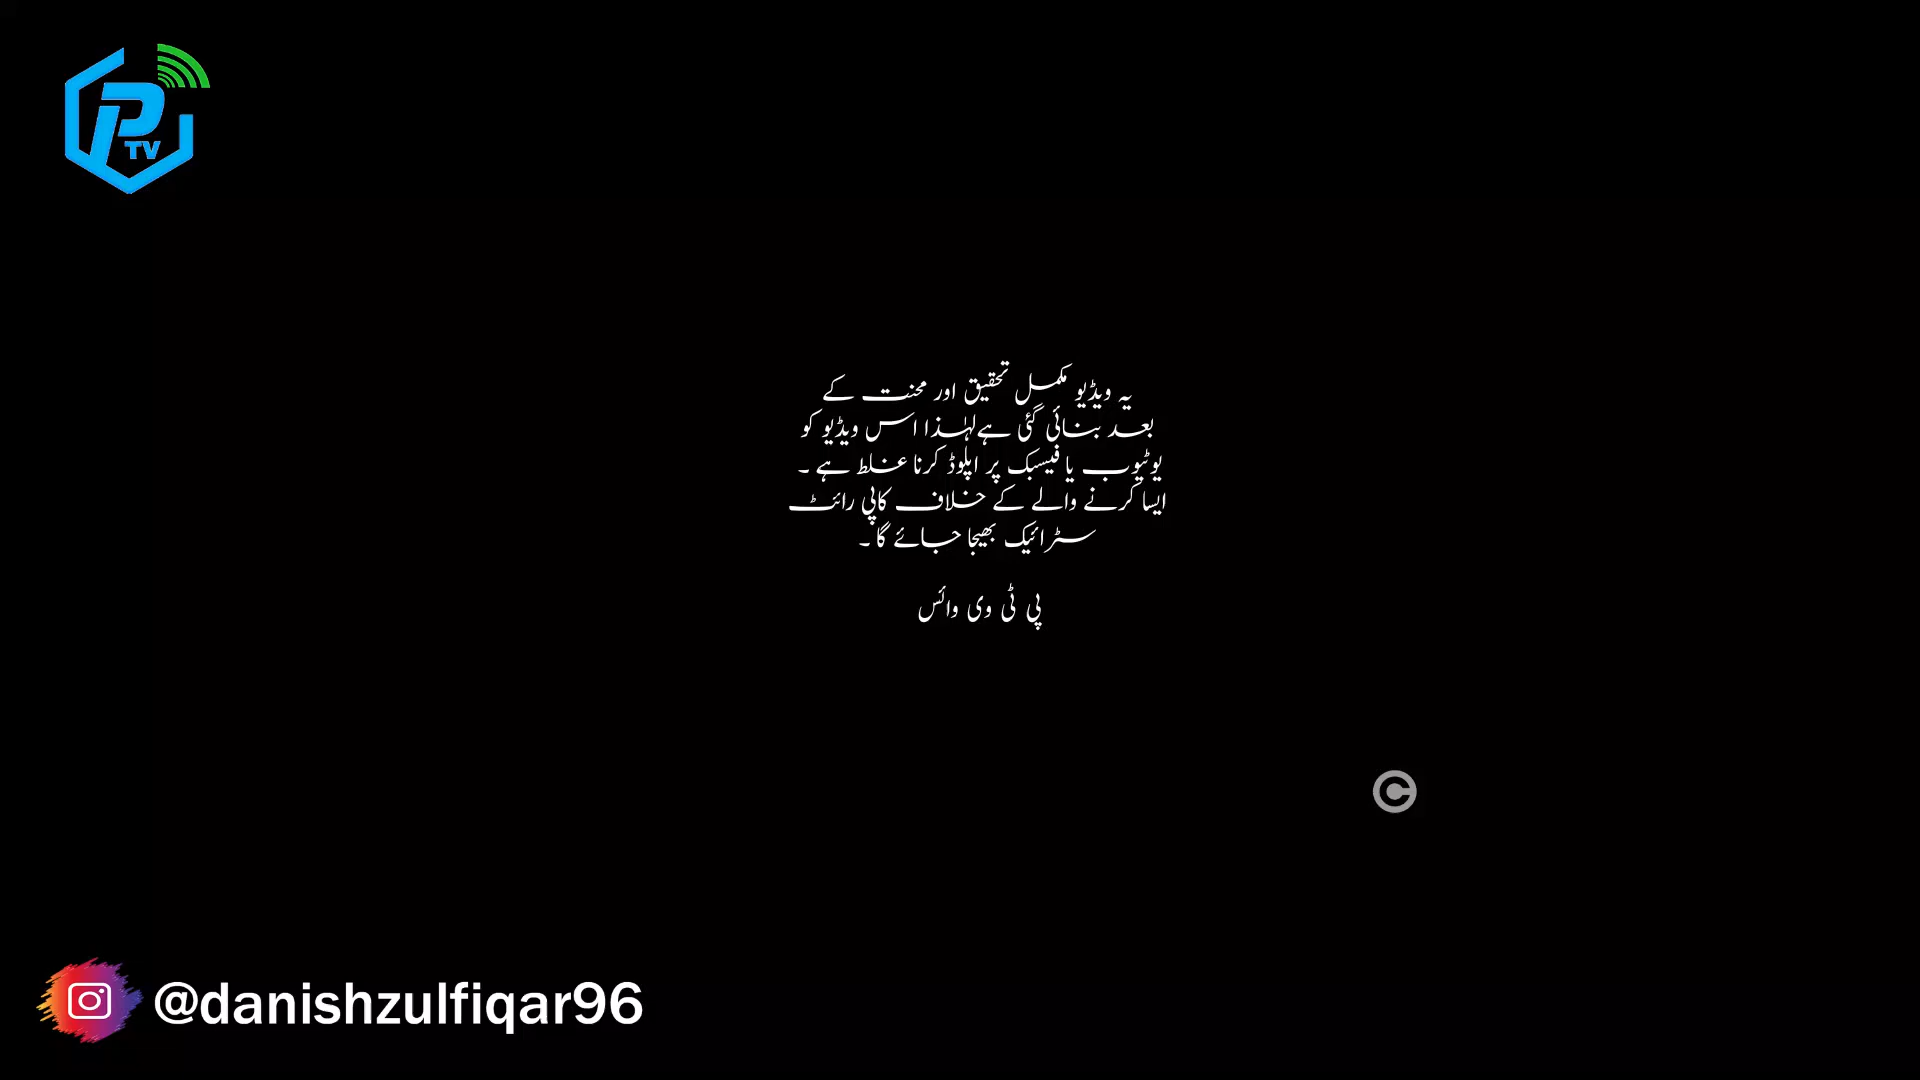 P TV
یہ ویڈیو مکمل تحقیق اور محنت کے
بعد بنائی گئی ہےلہٰذا اس ویڈیو کو
یوٹیوب یا فیسبک پر اپلوڈ کرنا غلط ہے ۔
ایسا کرنے والے کے خلاف کاپی رائٹ
سٹرائیک بھیجا جائے گا ۔
پی ٹی وی وائس
©
@danishzulfiqar96